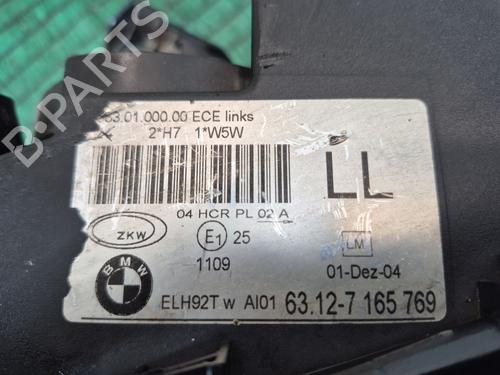 63.01.000.00 ECE links
2*H7 1*W5W
LL
04 HCR PL 02 A
ZKW
E1 25
LM
1109
01-Dez-04
BMW
ELH92T w AI01 63.12-7 165 769
B-PARTS
B-PARTS